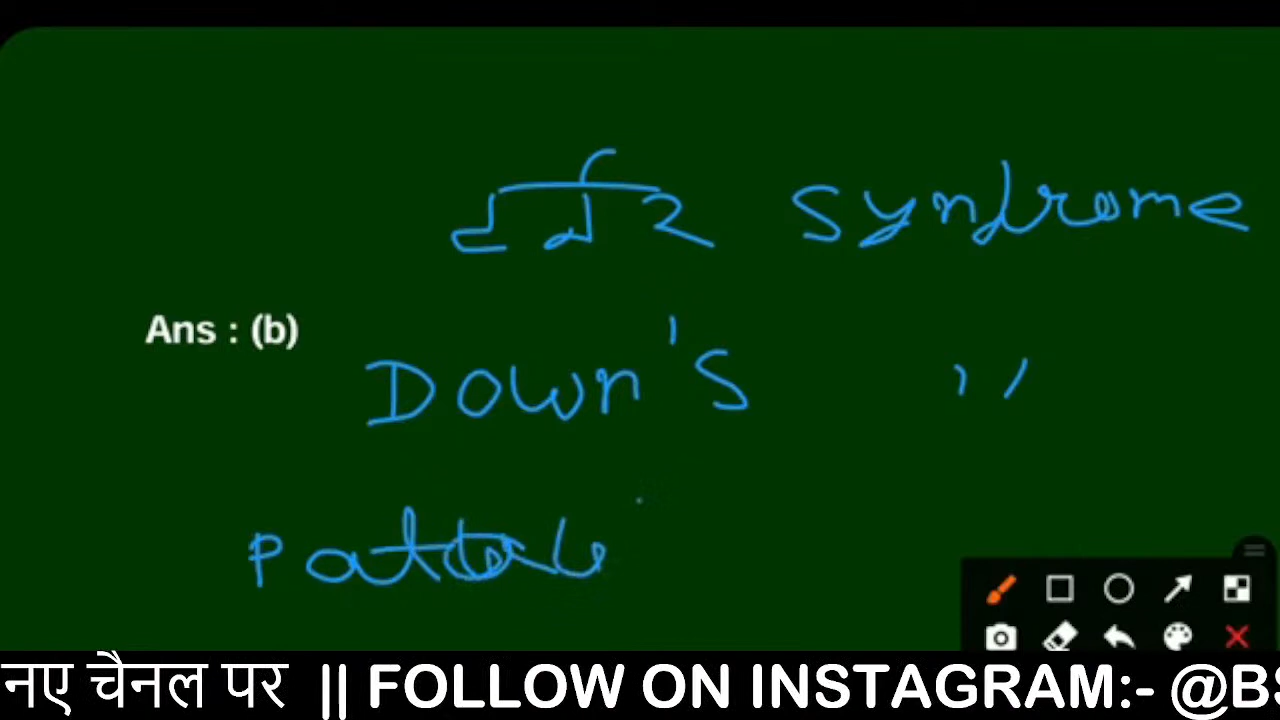 Syndrome
Ans : (b)
Down's "
नए चैनल पर || FOLLOW ON INSTAGRAM:- @BS